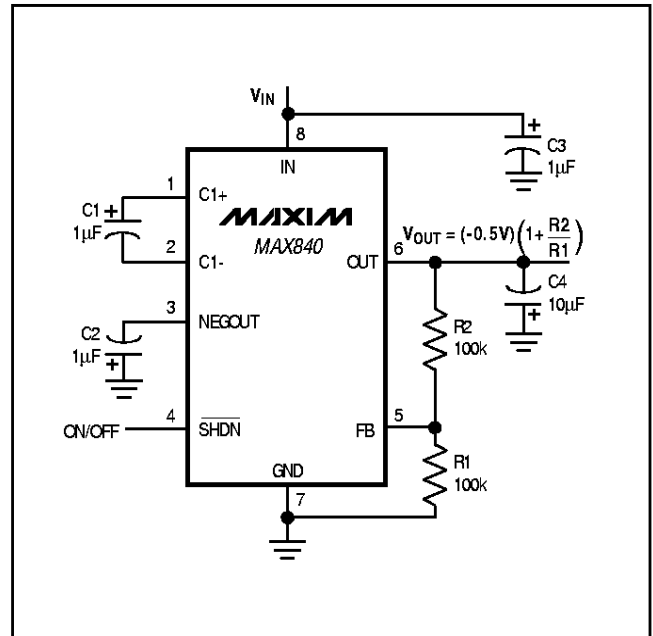 VIN
8
IN
+
C3
1µF
1
C1+
C1
+
1µF
MAXIM
MAX840
VOUT = (-0.5V)(1+R2/R1)
2
C1-
OUT
6
3
NEGOUT
C2
1µF
+
C4
10µF
+
R2
100k
ON/OFF
4
SHDN
FB
5
R1
100k
GND
7